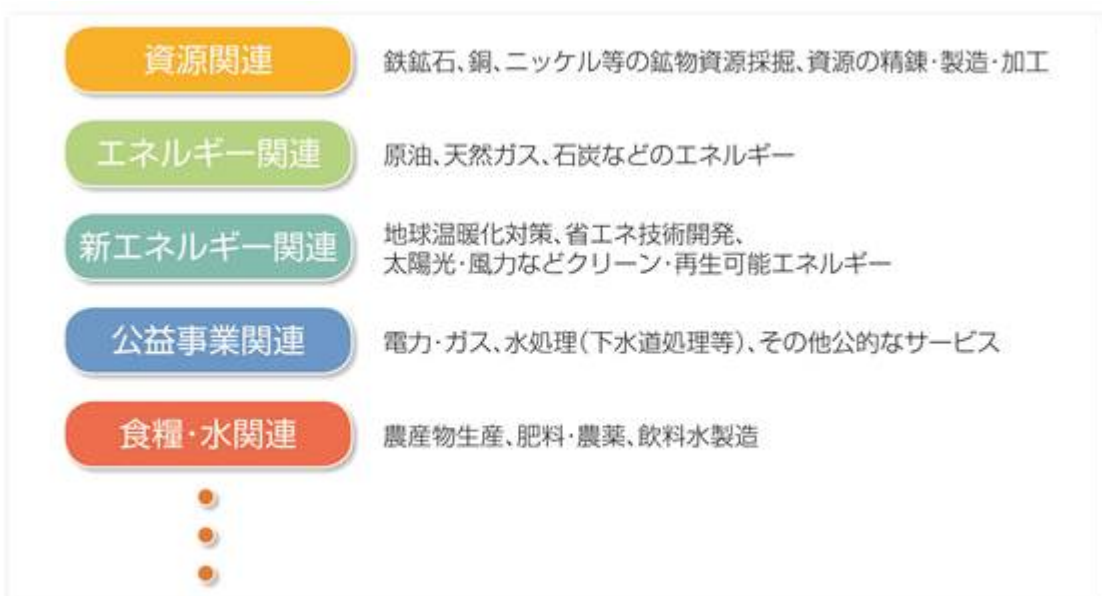 資源関連
鉄鉱石、銅、ニッケル等の鉱物資源採掘、資源の精錬・製造・加工
エネルギー関連
原油、天然ガス、石炭などのエネルギー
新エネルギー関連
地球温暖化対策、省エネ技術開発、
太陽光・風力などクリーン・再生可能エネルギー
公益事業関連
電力・ガス、水処理(下水道処理等)、その他公的なサービス
食糧・水関連
農産物生産、肥料・農薬、飲料水製造